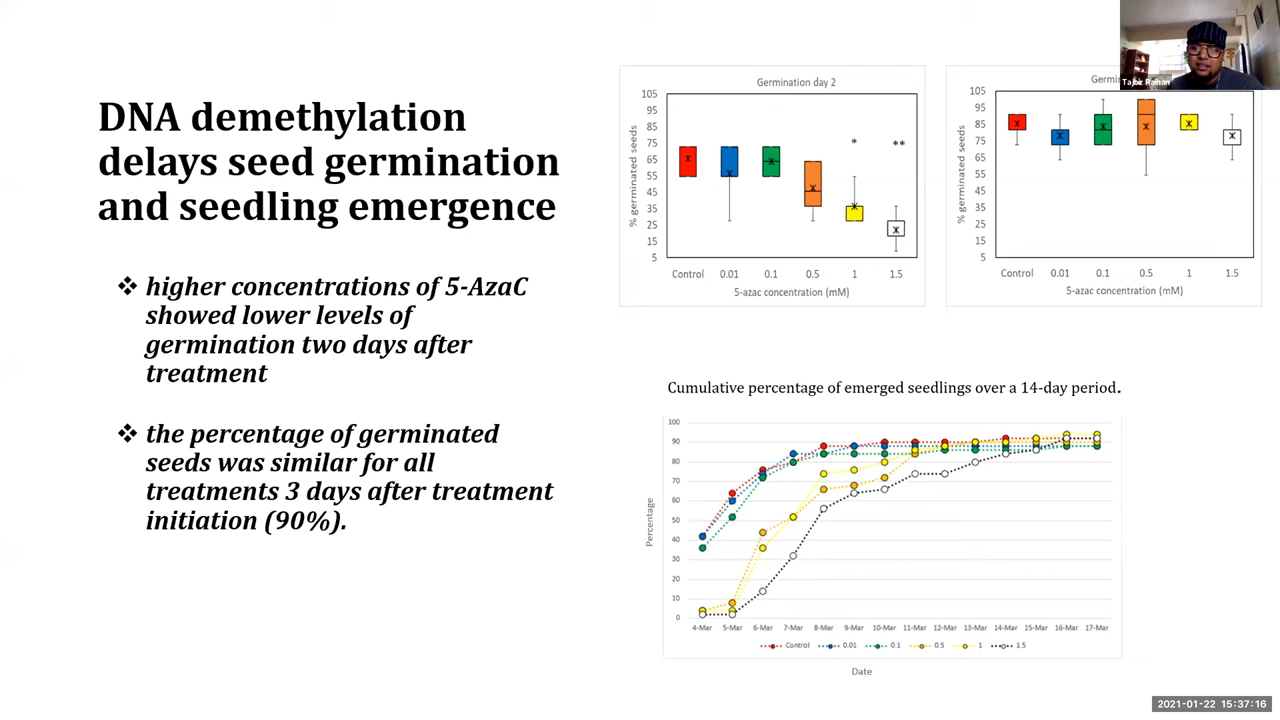 DNA demethylation
delays seed germination
and seedling emergence
❖ higher concentrations of 5-AzaC
showed lower levels of
germination two days after
treatment
❖ the percentage of germinated
seeds was similar for all
treatments 3 days after treatment
initiation (90%).
Germination day 2
% germinated seeds
105
95
85
75
65
55
45
35
25
15
5
* **
Control 0.01 0.1 0.5 1 1.5
5-azac concentration (mM)
Tajbir Raihan
% germinated seeds
105
95
85
75
65
55
45
35
25
15
5
Control 0.01 0.1 0.5 1 1.5
5-azac concentration (mM)
Cumulative percentage of emerged seedlings over a 14-day period.
Percentage
100
90
80
70
60
50
40
30
20
10
0
4-Mar 5-Mar 6-Mar 7-Mar 8-Mar 9-Mar 10-Mar 11-Mar 12-Mar 13-Mar 14-Mar 15-Mar 16-Mar 17-Mar
Control 0.01 0.1 0.5 1 1.5
Date
2021-01-22 15:37:16